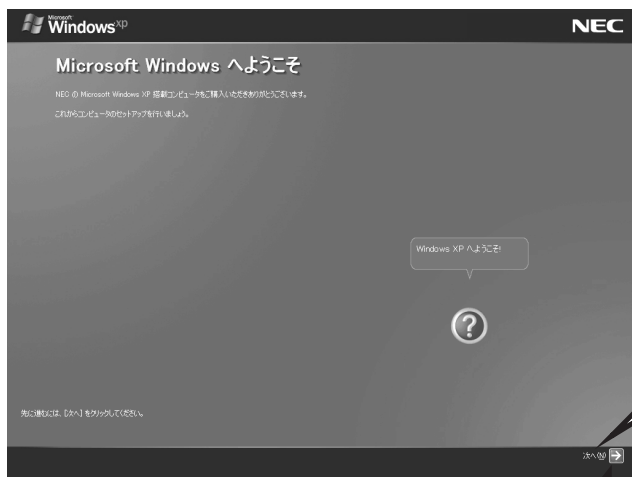 Microsoft
Windows xp
NEC
Microsoft Windows へようこそ
NEC の Microsoft Windows XP 搭載コンピュータをご購入いただきありがとうございます。
これからコンピュータのセットアップを行いましょう。
Windows XP へようこそ!
?
先に進むには、[次へ] をクリックしてください。
次へ(N)